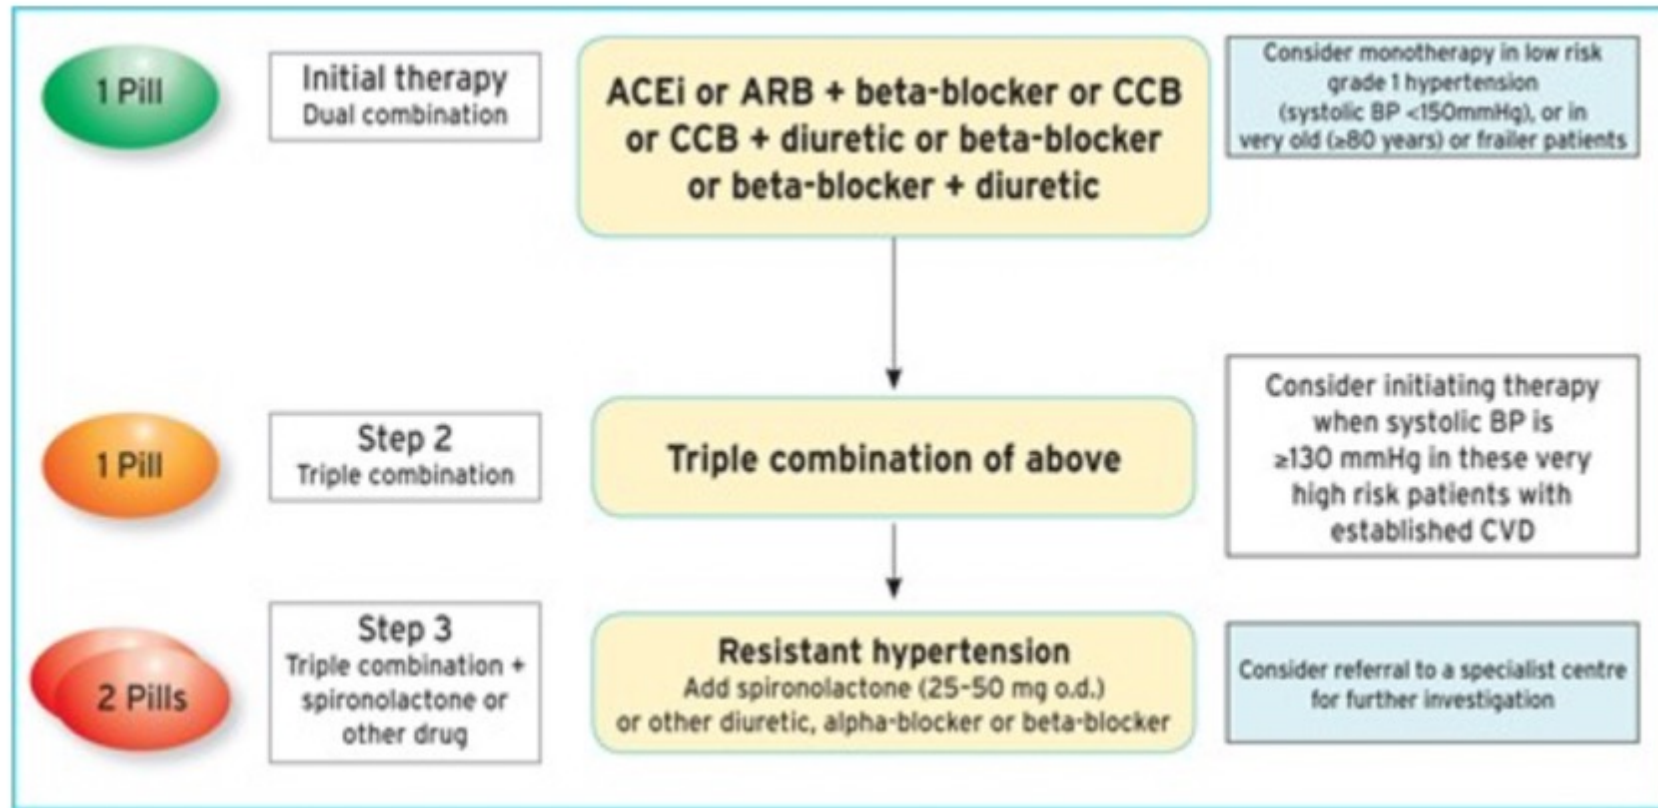 1 Pill
Initial therapy
Dual combination
ACEi or ARB + beta-blocker or CCB
or CCB + diuretic or beta-blocker
or beta-blocker + diuretic
Consider monotherapy in low risk
grade 1 hypertension
(systolic BP <150mmHg), or in
very old (≥80 years) or frailer patients
1 Pill
Step 2
Triple combination
Triple combination of above
Consider initiating therapy
when systolic BP is
≥130 mmHg in these very
high risk patients with
established CVD
2 Pills
Step 3
Triple combination +
spironolactone or
other drug
Resistant hypertension
Add spironolactone (25-50 mg o.d.)
or other diuretic, alpha-blocker or beta-blocker
Consider referral to a specialist centre
for further investigation